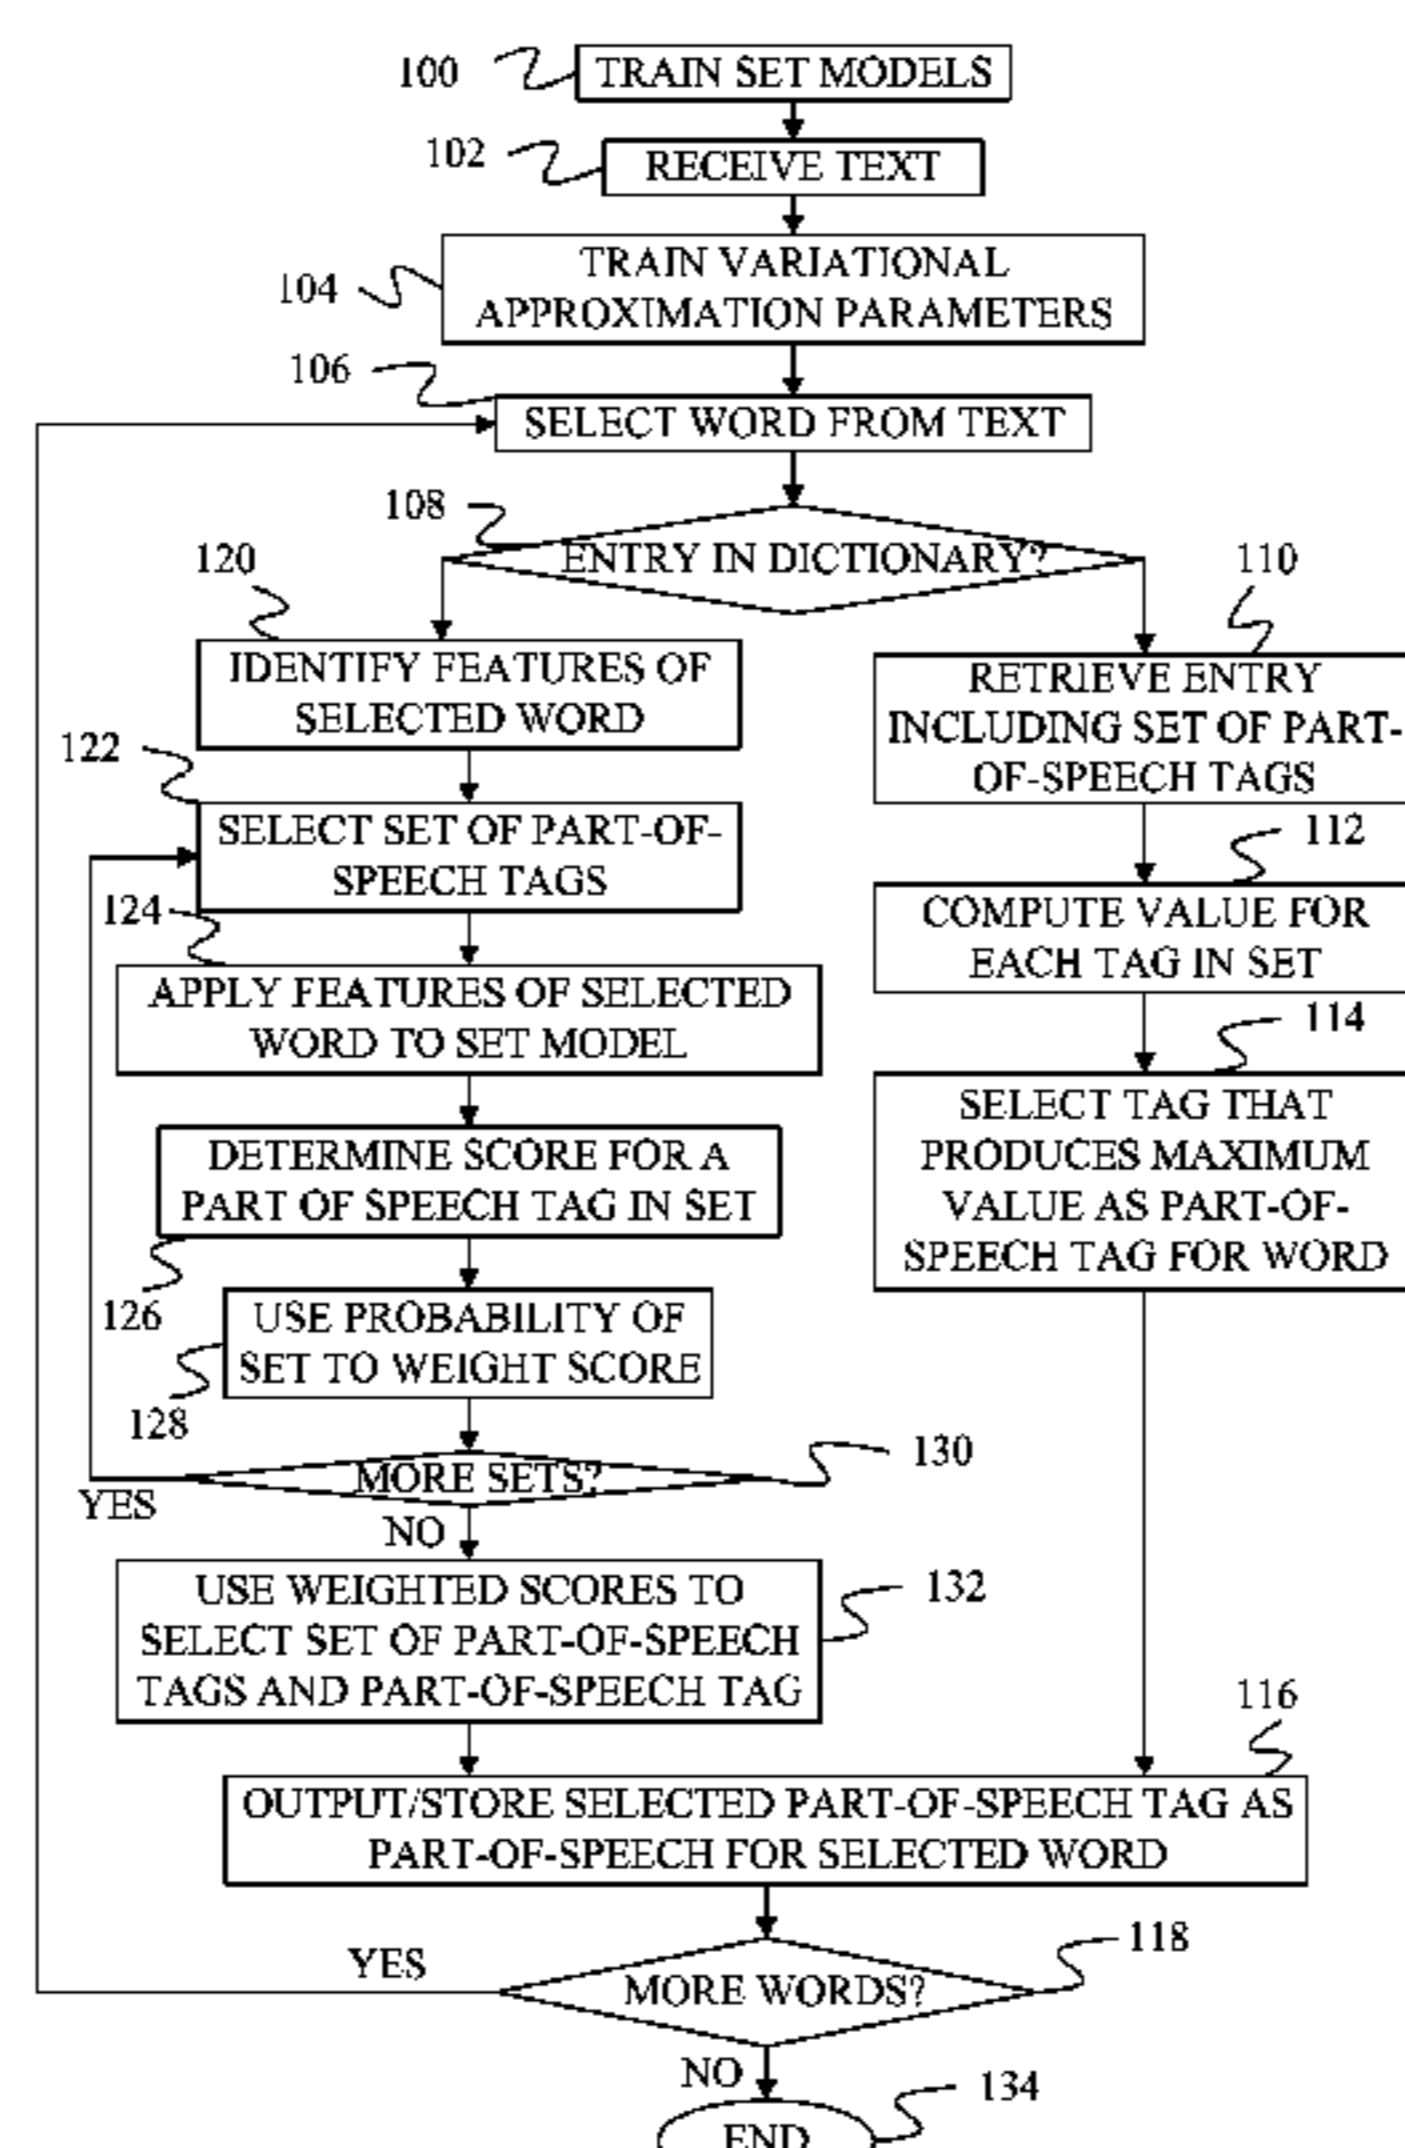 100
TRAIN SET MODELS
102
RECEIVE TEXT
104
TRAIN VARIATIONAL
APPROXIMATION PARAMETERS
106
SELECT WORD FROM TEXT
108
ENTRY IN DICTIONARY?
120
IDENTIFY FEATURES OF
SELECTED WORD
122
SELECT SET OF PART-OF-
SPEECH TAGS
124
APPLY FEATURES OF SELECTED
WORD TO SET MODEL
DETERMINE SCORE FOR A
PART OF SPEECH TAG IN SET
126
USE PROBABILITY OF
SET TO WEIGHT SCORE
128
MORE SETS?
130
YES
NO
USE WEIGHTED SCORES TO
SELECT SET OF PART-OF-SPEECH
TAGS AND PART-OF-SPEECH TAG
132
110
RETRIEVE ENTRY
INCLUDING SET OF PART-
OF-SPEECH TAGS
112
COMPUTE VALUE FOR
EACH TAG IN SET
114
SELECT TAG THAT
PRODUCES MAXIMUM
VALUE AS PART-OF-
SPEECH TAG FOR WORD
116
OUTPUT/STORE SELECTED PART-OF-SPEECH TAG AS
PART-OF-SPEECH FOR SELECTED WORD
118
YES
MORE WORDS?
NO
134
END